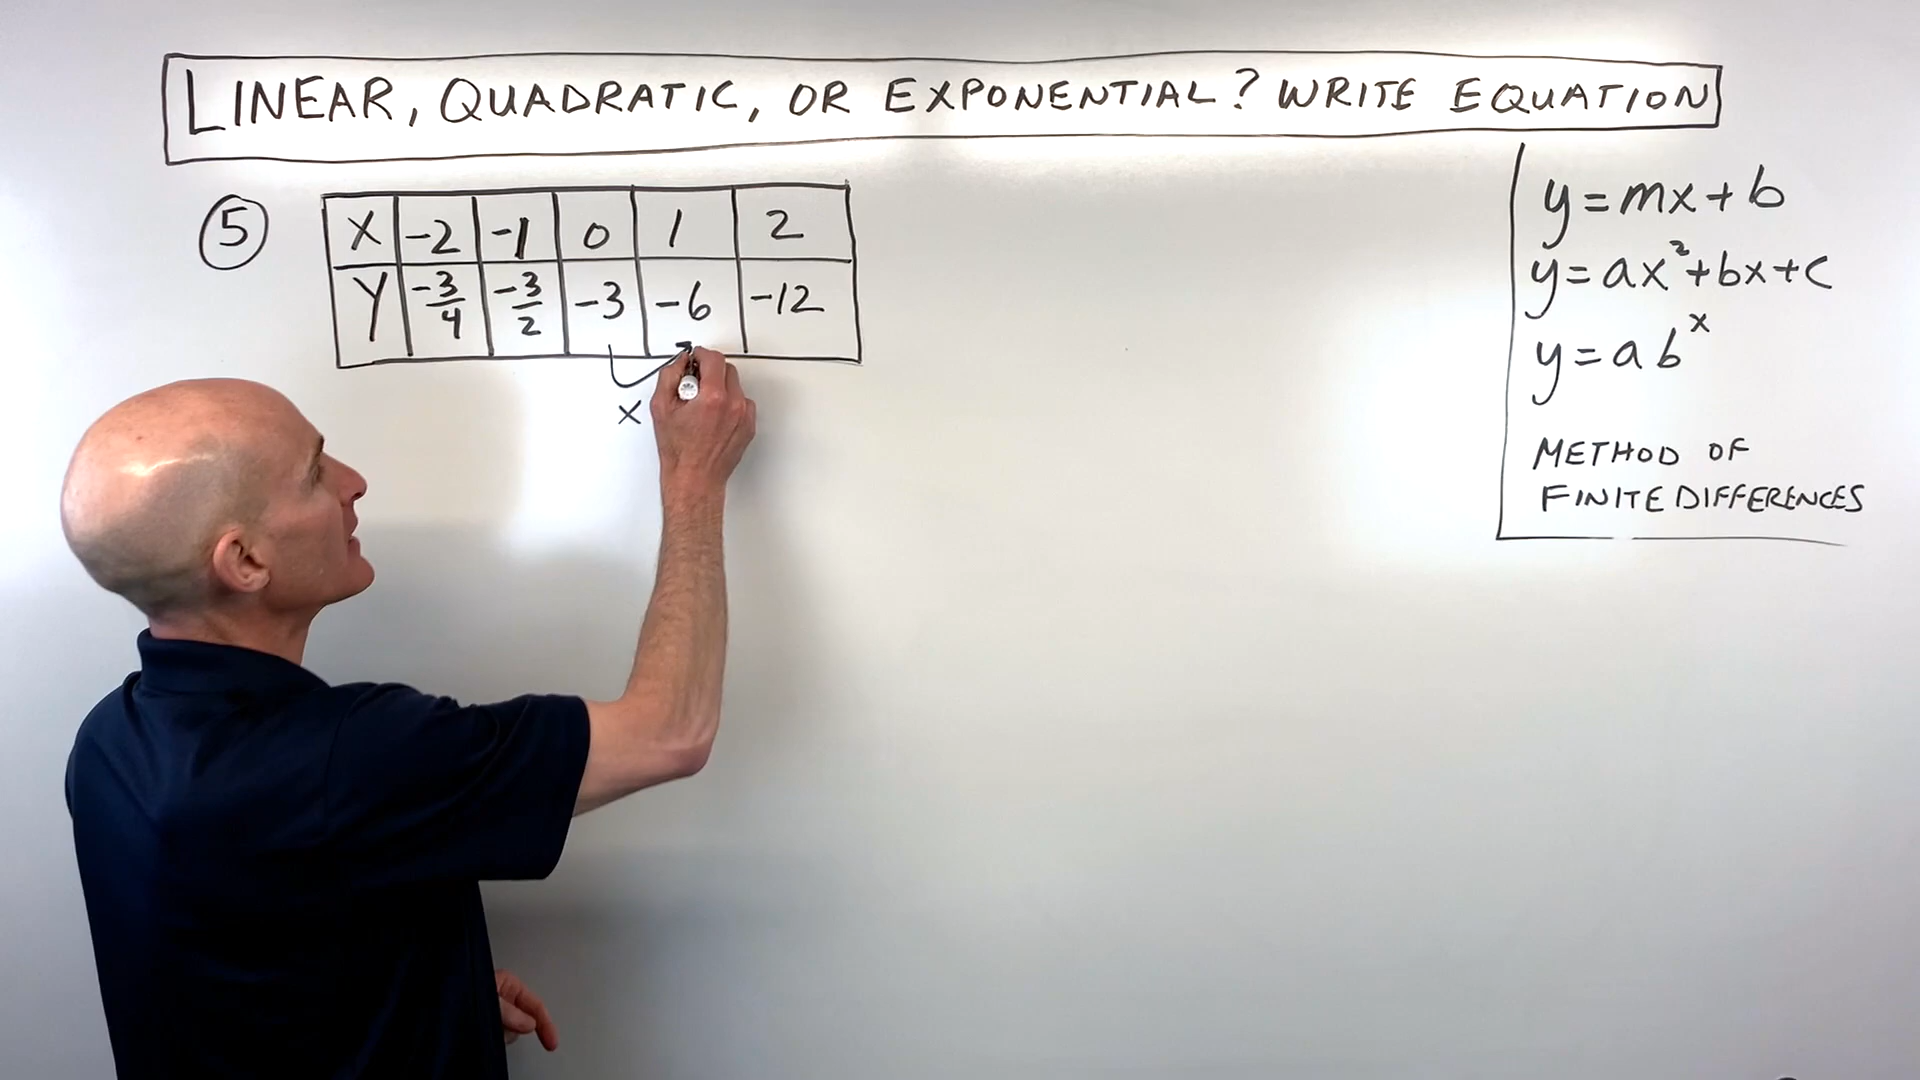 LINEAR, QUADRATIC, OR EXPONENTIAL? WRITE EQUATION
5
X -2 -1 0 1 2
Y -3/4 -3/2 -3 -6 -12
x
y=mx+b
y=ax²+bx+c
y=ab^x
METHOD OF
FINITE DIFFERENCES